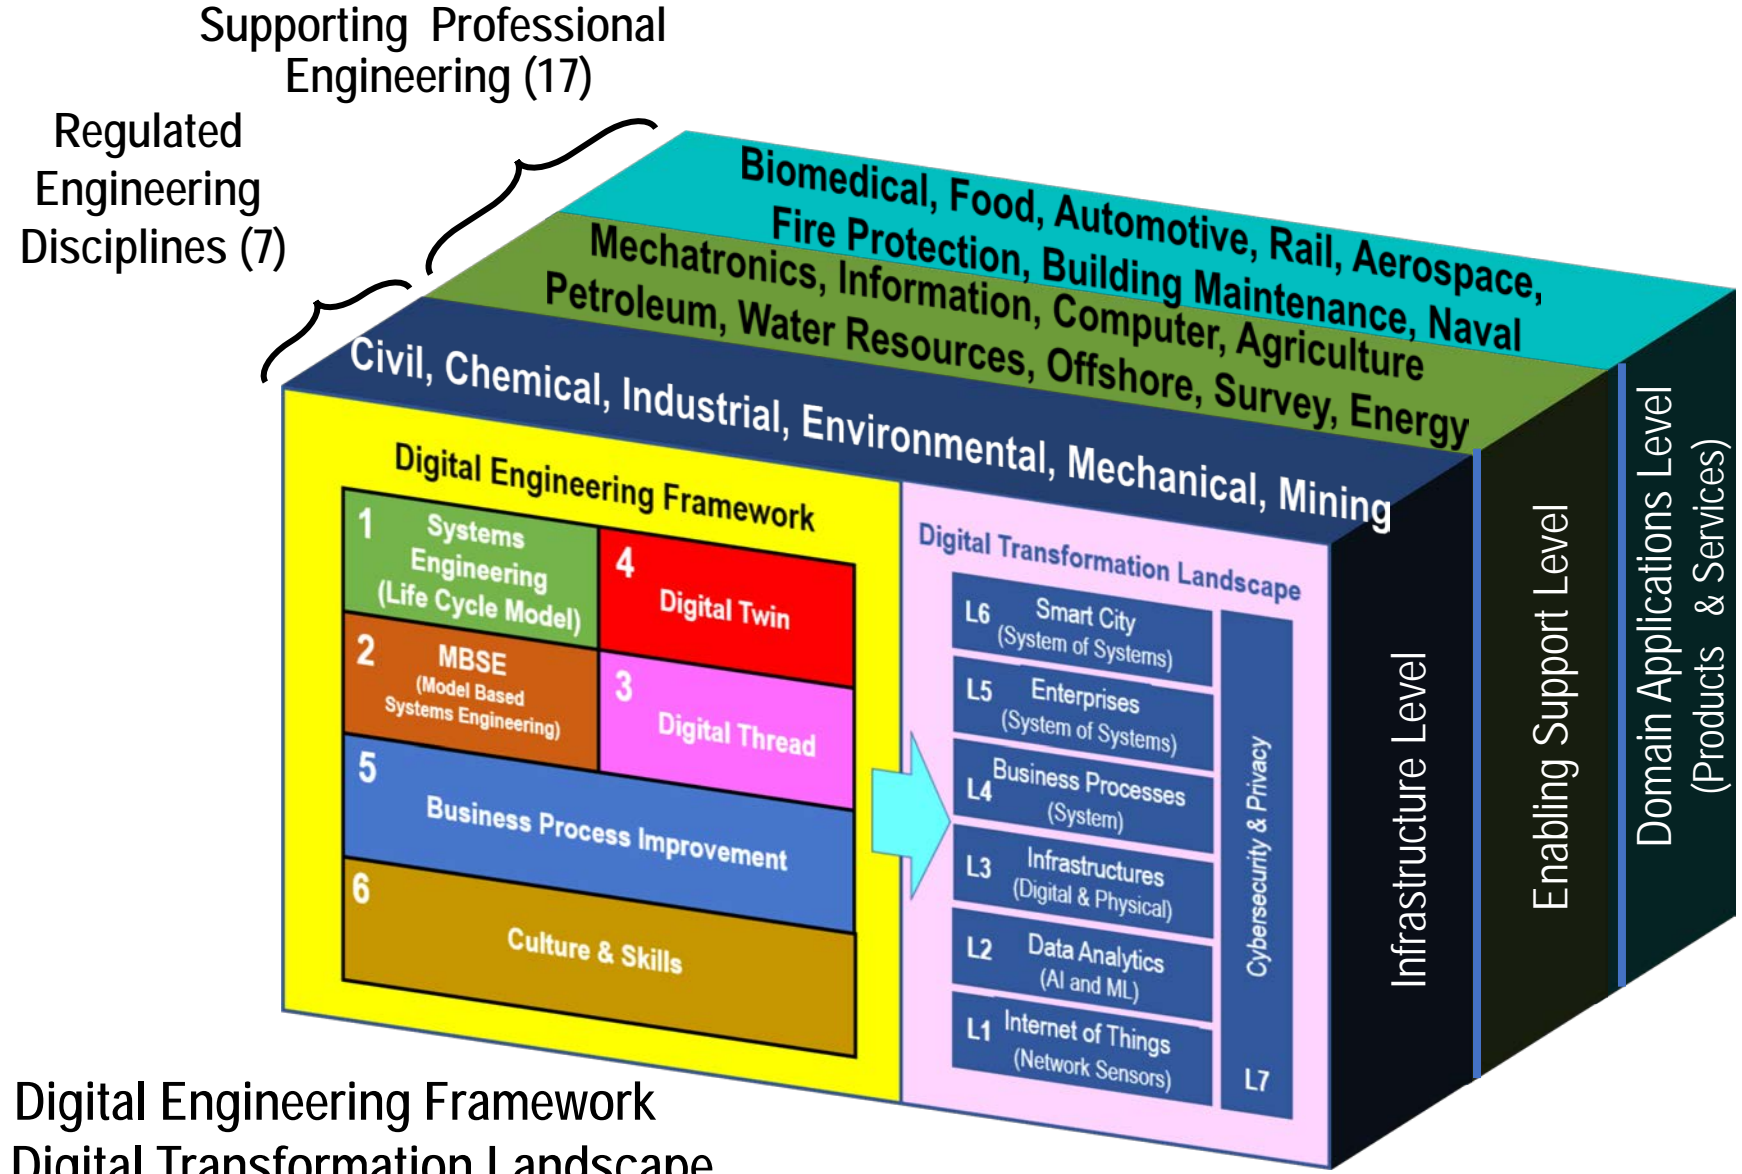 Supporting Professional
Engineering (17)
Regulated
Engineering
Disciplines (7)
Biomedical, Food, Automotive, Rail, Aerospace,
Fire Protection, Building Maintenance, Naval
Mechatronics, Information, Computer, Agriculture
Petroleum, Water Resources, Offshore, Survey, Energy
Civil, Chemical, Industrial, Environmental, Mechanical, Mining
Digital Engineering Framework
1 Systems
Engineering
(Life Cycle Model)
4
Digital Twin
2 MBSE
(Model Based
Systems Engineering)
3
Digital Thread
5
Business Process Improvement
6
Culture & Skills
Digital Transformation Landscape
L6 Smart City
(System of Systems)
L5 Enterprises
(System of Systems)
L4 Business Processes
(System)
L3 Infrastructures
(Digital & Physical)
L2 Data Analytics
(AI and ML)
L1 Internet of Things
(Network Sensors)
Cybersecurity & Privacy
L7
Infrastructure Level
Enabling Support Level
Domain Applications Level
(Products & Services)
Digital Engineering Framework
Digital Transformation Landscape